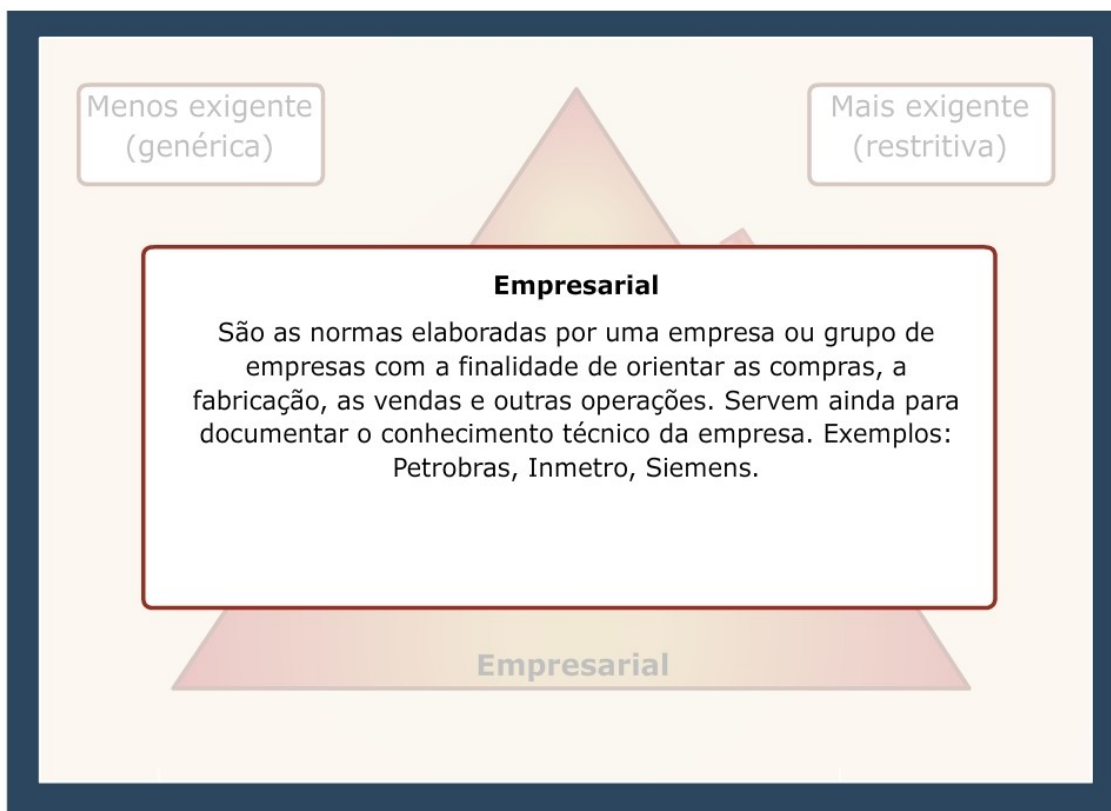 Menos exigente
(genérica)
Mais exigente
(restritiva)
Empresarial
São as normas elaboradas por uma empresa ou grupo de
empresas com a finalidade de orientar as compras, a
fabricação, as vendas e outras operações. Servem ainda para
documentar o conhecimento técnico da empresa. Exemplos:
Petrobras, Inmetro, Siemens.
Empresarial